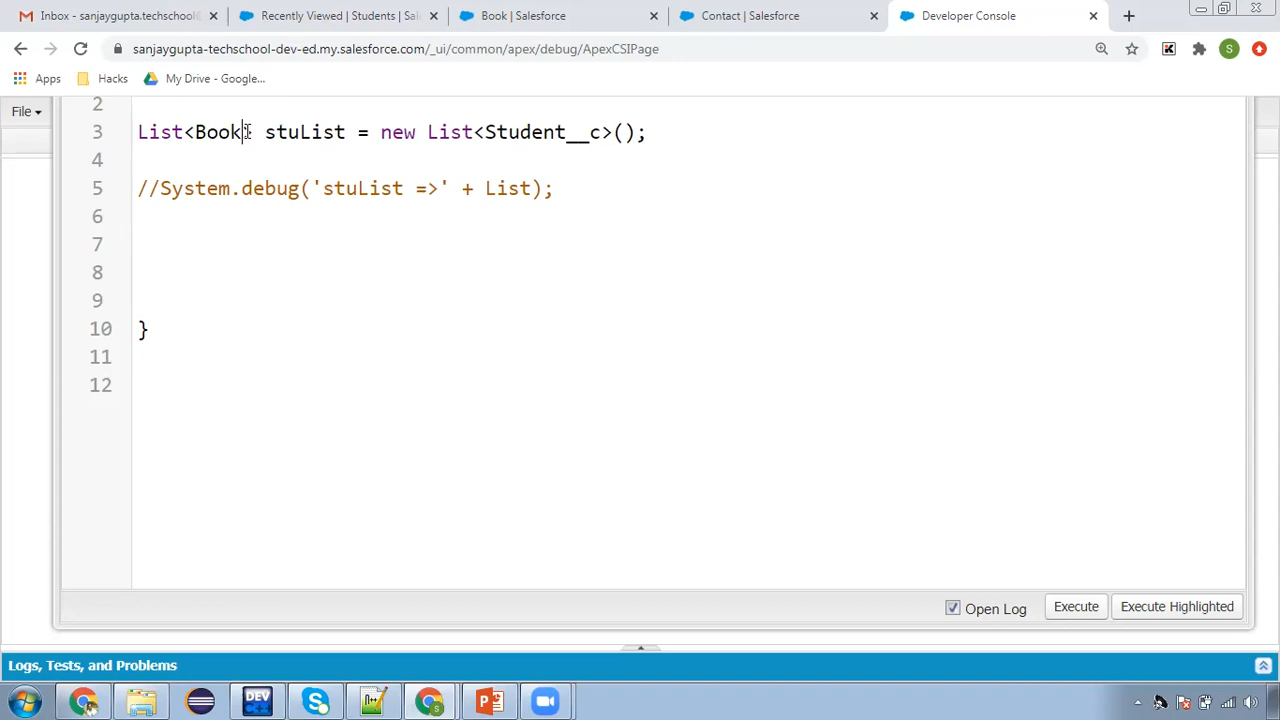 Inbox - sanjaygupta.techschool@
Recently Viewed | Students | Sal
Book | Salesforce
Contact | Salesforce
Developer Console
sanjaygupta-techschool-dev-ed.my.salesforce.com/_ui/common/apex/debug/ApexCSIPage
S
Apps
Hacks
My Drive - Google...
File
2
3 List<Book> stuList = new List<Student__c>();
4
5 //System.debug('stuList =>' + List);
6
7
8
9
10 }
11
12
Open Log
Execute
Execute Highlighted
Logs, Tests, and Problems
DEV
C++